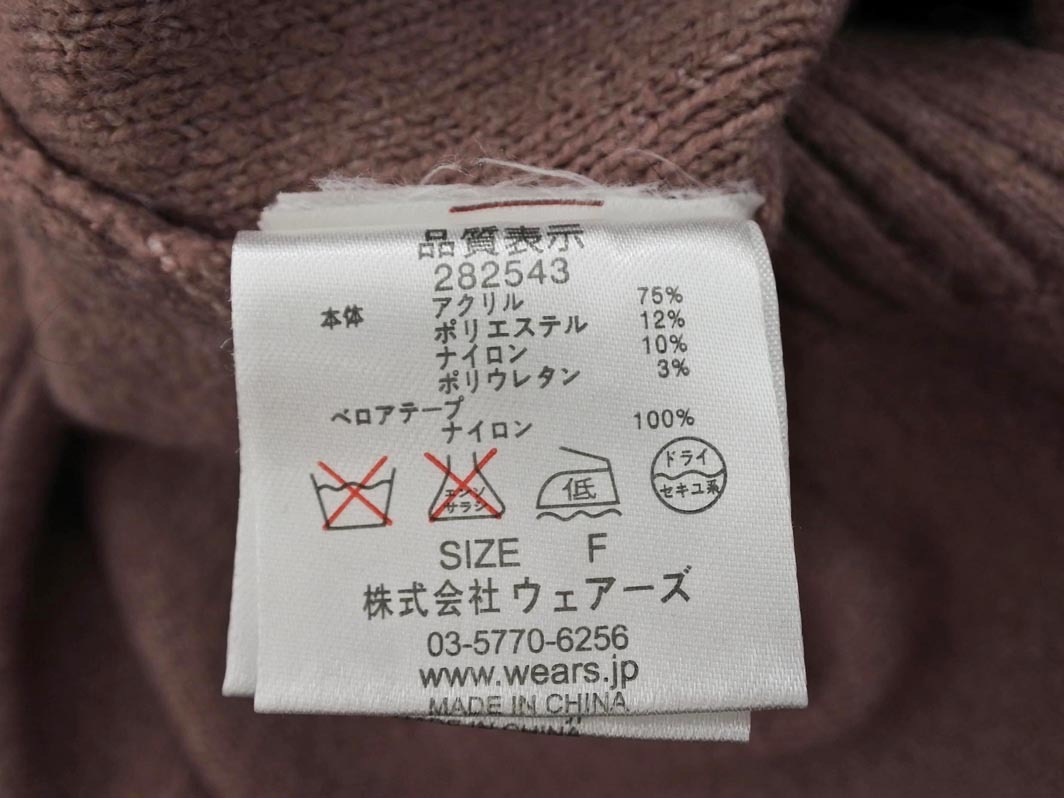 品質表示
282543
本体 アクリル 75%
ポリエステル 12%
ナイロン 10%
ポリウレタン 3%
ベロアテープ
ナイロン 100%
エンソ サラシ
低
ドライ
セキユ系
SIZE F
株式会社 ウェアーズ
03-5770-6256
www.wears.jp
MADE IN CHINA
MADE IN CHINA